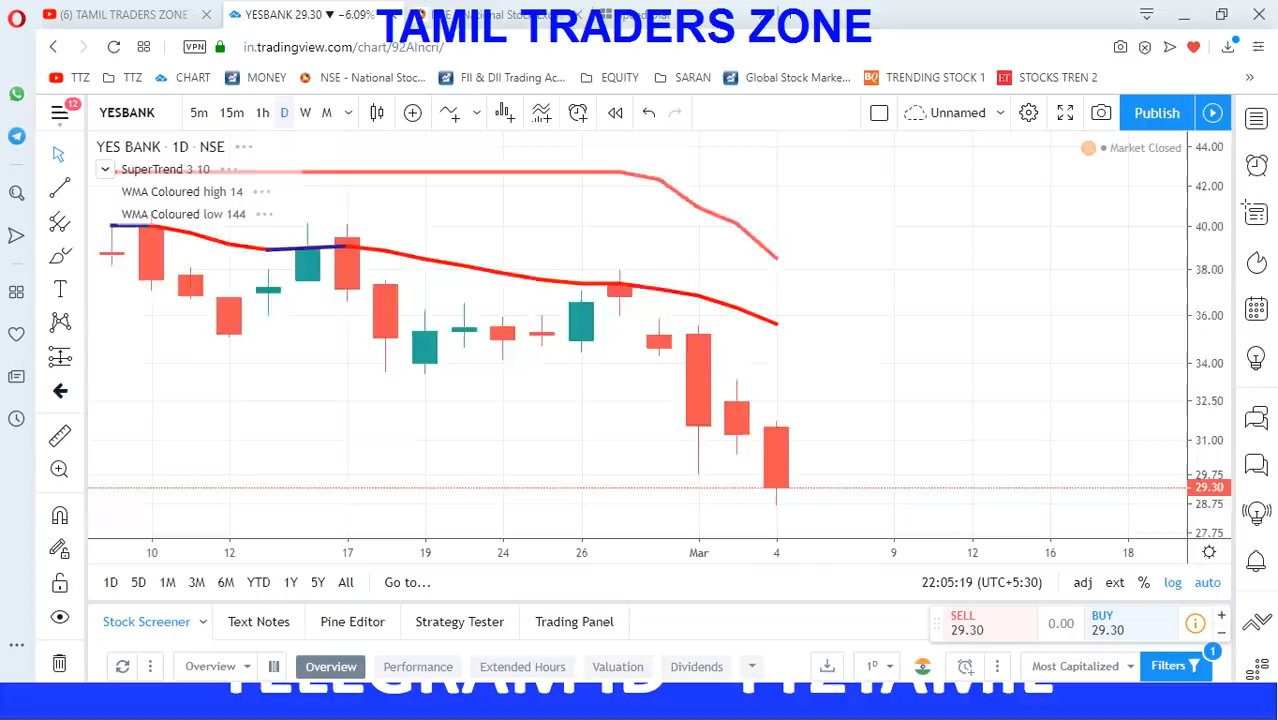 (6) TAMIL TRADERS ZONE
YESBANK 29.30 ▼ −6.09%
TAMIL TRADERS ZONE
VPN
in.tradingview.com/chart/92AIncri/
TTZ
TTZ
CHART
MONEY
NSE - National Stoc...
FII & DII Trading Ac...
EQUITY
SARAN
Global Stock Marke...
BQ TRENDING STOCK 1
ET STOCKS TREN 2
»
12
YESBANK
5m 15m 1h D W M
Unnamed
Publish
YES BANK · 1D · NSE
Market Closed
SuperTrend 3 10
WMA Coloured high 14
WMA Coloured low 144
44.00
42.00
40.00
38.00
36.00
34.00
32.50
31.00
29.75
29.30
28.75
27.75
10 12 17 19 24 26 Mar 4 9 12 16 18
1D 5D 1M 3M 6M YTD 1Y 5Y All Go to...
22:05:19 (UTC+5:30) adj ext % log auto
Stock Screener Text Notes Pine Editor Strategy Tester Trading Panel
SELL
29.30
0.00
BUY
29.30
Overview Overview Performance Extended Hours Valuation Dividends
1D
Most Capitalized
Filters
1